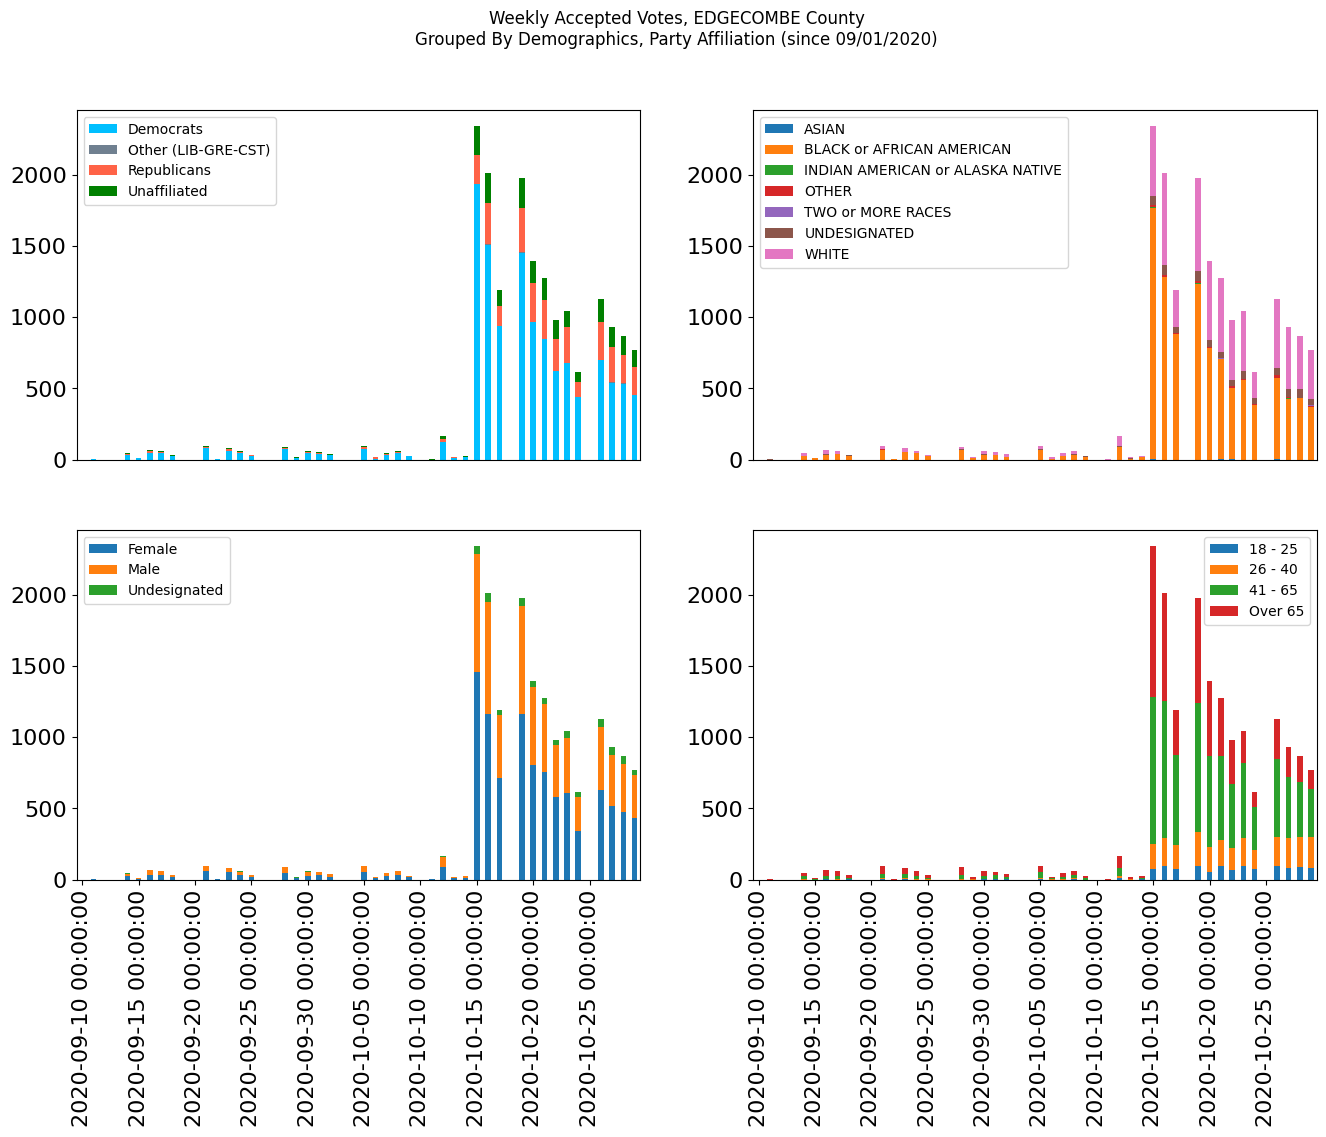 Weekly Accepted Votes, EDGECOMBE County
Grouped By Demographics, Party Affiliation (since 09/01/2020)
Democrats
Other (LIB-GRE-CST)
Republicans
Unaffiliated
2000
1500
1000
500
0
ASIAN
BLACK or AFRICAN AMERICAN
INDIAN AMERICAN or ALASKA NATIVE
OTHER
TWO or MORE RACES
UNDESIGNATED
WHITE
2000
1500
1000
500
0
Female
Male
Undesignated
2000
1500
1000
500
0
2020-09-10 00:00:00
2020-09-15 00:00:00
2020-09-20 00:00:00
2020-09-25 00:00:00
2020-09-30 00:00:00
2020-10-05 00:00:00
2020-10-10 00:00:00
2020-10-15 00:00:00
2020-10-20 00:00:00
2020-10-25 00:00:00
18 - 25
26 - 40
41 - 65
Over 65
2000
1500
1000
500
0
2020-09-10 00:00:00
2020-09-15 00:00:00
2020-09-20 00:00:00
2020-09-25 00:00:00
2020-09-30 00:00:00
2020-10-05 00:00:00
2020-10-10 00:00:00
2020-10-15 00:00:00
2020-10-20 00:00:00
2020-10-25 00:00:00